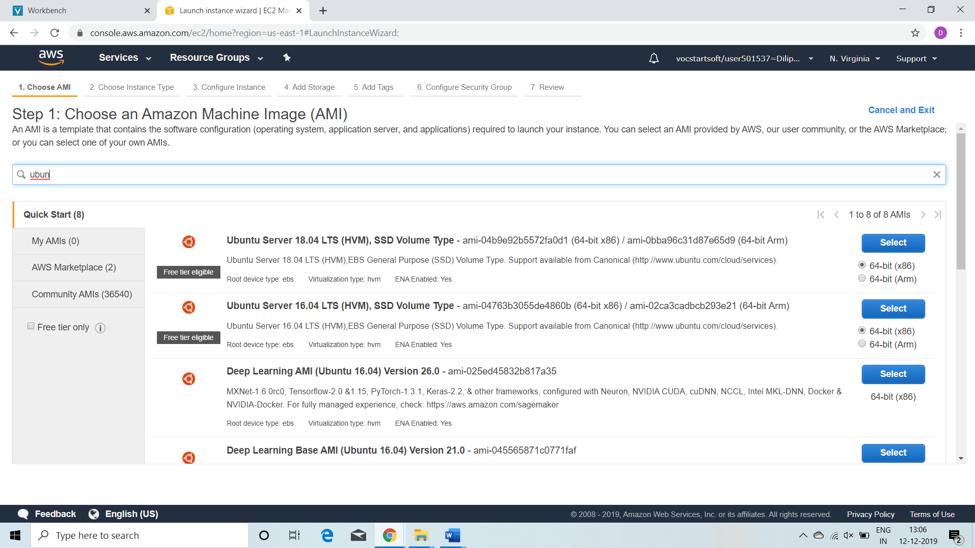 Workbench
Launch instance wizard | EC2 Ma
console.aws.amazon.com/ec2/home?region=us-east-1#LaunchInstanceWizard:
D
aws
Services
Resource Groups
vocstartsoft/user501537=Dilip...
N. Virginia
Support
1. Choose AMI
2. Choose Instance Type
3. Configure Instance
4. Add Storage
5. Add Tags
6. Configure Security Group
7. Review
Step 1: Choose an Amazon Machine Image (AMI)
Cancel and Exit
An AMI is a template that contains the software configuration (operating system, application server, and applications) required to launch your instance. You can select an AMI provided by AWS, our user community, or the AWS Marketplace;
or you can select one of your own AMIs.
ubun
Quick Start (8)
1 to 8 of 8 AMIs
My AMIs (0)
AWS Marketplace (2)
Community AMIs (36540)
Free tier only
Ubuntu Server 18.04 LTS (HVM), SSD Volume Type - ami-04b9e92b5572fa0d1 (64-bit x86) / ami-0bba96c31d87e65d9 (64-bit Arm)
Select
Ubuntu Server 18.04 LTS (HVM),EBS General Purpose (SSD) Volume Type. Support available from Canonical (http://www.ubuntu.com/cloud/services).
64-bit (x86)
Free tier eligible
Root device type: ebs Virtualization type: hvm ENA Enabled: Yes
64-bit (Arm)
Ubuntu Server 16.04 LTS (HVM), SSD Volume Type - ami-04763b3055de4860b (64-bit x86) / ami-02ca3cadbcb293e21 (64-bit Arm)
Select
Ubuntu Server 16.04 LTS (HVM),EBS General Purpose (SSD) Volume Type. Support available from Canonical (http://www.ubuntu.com/cloud/services).
64-bit (x86)
Free tier eligible
Root device type: ebs Virtualization type: hvm ENA Enabled: Yes
64-bit (Arm)
Deep Learning AMI (Ubuntu 16.04) Version 26.0 - ami-025ed45832b817a35
Select
MXNet-1.6.0rc0, Tensorflow-2.0 &1.15, PyTorch-1.3.1, Keras-2.2, & other frameworks, configured with Neuron, NVIDIA CUDA, cuDNN, NCCL, Intel MKL-DNN, Docker &
NVIDIA-Docker. For fully managed experience, check: https://aws.amazon.com/sagemaker
64-bit (x86)
Root device type: ebs Virtualization type: hvm ENA Enabled: Yes
Deep Learning Base AMI (Ubuntu 16.04) Version 21.0 - ami-045565871c0771faf
Select
Feedback
English (US)
© 2008 - 2019, Amazon Web Services, Inc. or its affiliates. All rights reserved.
Privacy Policy
Terms of Use
Type here to search
ENG
IN
13:06
12-12-2019
2